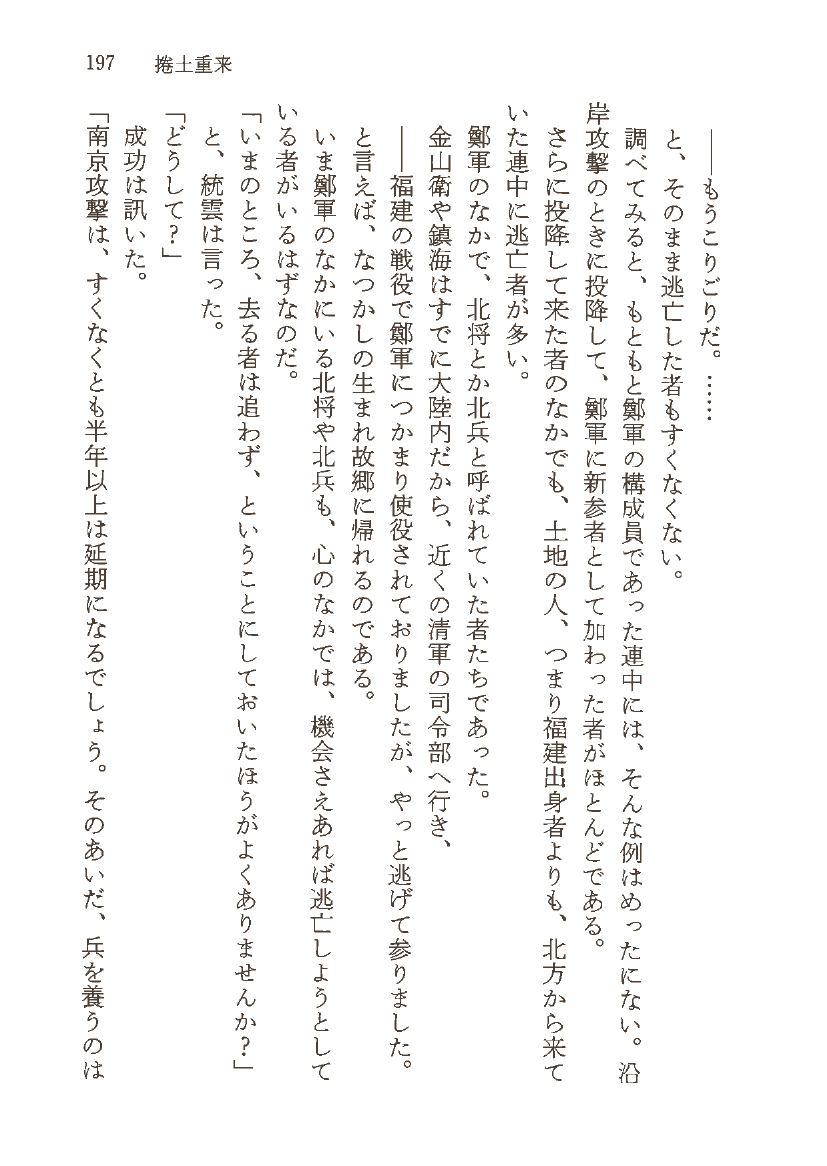 197 捲土重来
――もうこりごりだ。……
と、そのまま逃亡した者もすくなくない。
調べてみると、もともと鄭軍の構成員であった連中には、そんな例はめったにない。沿
岸攻撃のときに投降して、鄭軍に新参者として加わった者がほとんどである。
さらに投降して来た者のなかでも、土地の人、つまり福建出身者よりも、北方から来て
いた連中に逃亡者が多い。
鄭軍のなかで、北将とか北兵と呼ばれていた者たちであった。
金山衛や鎮海はすでに大陸内だから、近くの清軍の司令部へ行き、
――福建の戦役で鄭軍につかまり使役されておりましたが、やっと逃げて参りました。
と言えば、なつかしの生まれ故郷に帰れるのである。
いま鄭軍のなかにいる北将や北兵も、心のなかでは、機会さえあれば逃亡しようとして
いる者がいるはずなのだ。
「いまのところ、去る者は追わず、ということにしておいたほうがよくありませんか?」
と、統雲は言った。
「どうして?」
成功は訊いた。
「南京攻撃は、すくなくとも半年以上は延期になるでしょう。そのあいだ、兵を養うのは